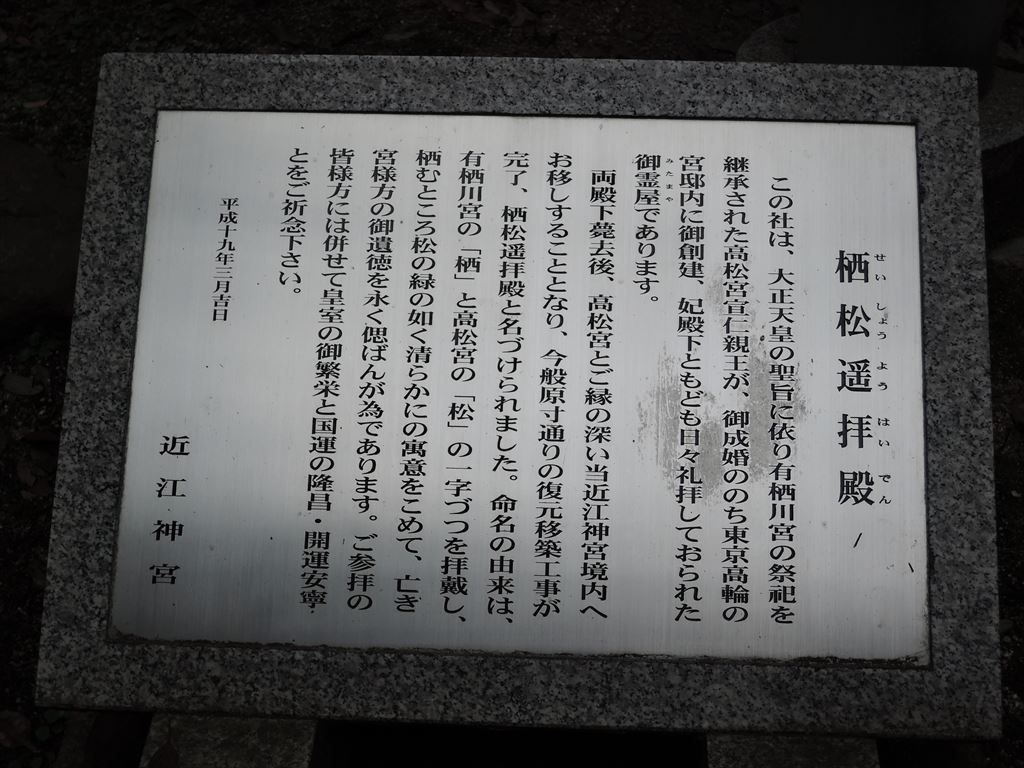 栖松遥拝殿
せいしょうようはいでん
この社は、大正天皇の聖旨に依り有栖川宮の祭祀を
継承された高松宮宣仁親王が、御成婚ののち東京高輪の
宮邸内に御創建、妃殿下ともども日々礼拝しておられた
御霊屋であります。
みたまや
両殿下薨去後、高松宮とご縁の深い当近江神宮境内へ
お移しすることとなり、今般原寸通りの復元移築工事が
完了、栖松遥拝殿と名づけられました。命名の由来は、
有栖川宮の「栖」と高松宮の「松」の一字づつを拝戴し、
栖むところ松の緑の如く清らかにの寓意をこめて、亡き
宮様方の御遺徳を永く偲ばんが為であります。ご参拝の
皆様方には併せて皇室の御繁栄と国運の隆昌・開運安寧
とをご祈念下さい。
平成十九年三月吉日
近江神宮